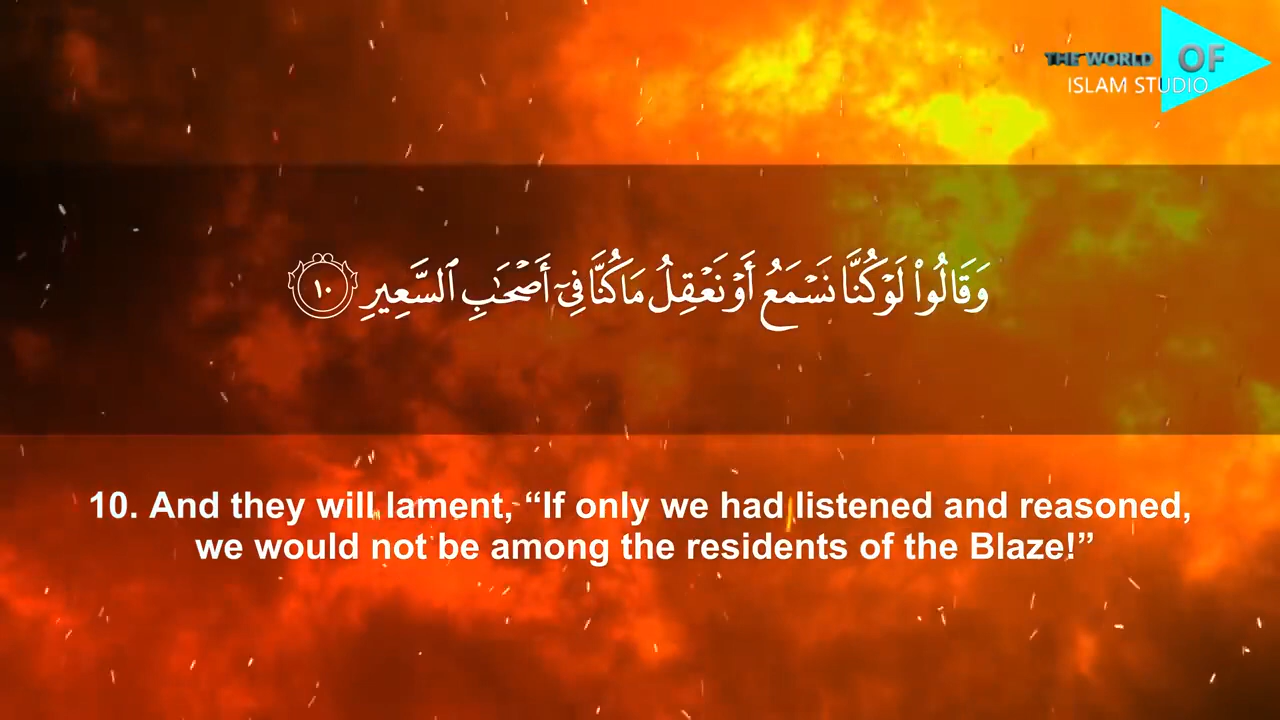 THE WORLD OF
ISLAM STUDIO
وَقَالُوا۟ لَوْ كُنَّا نَسْمَعُ أَوْ نَعْقِلُ مَا كُنَّا فِىٓ أَصْحَٰبِ ٱلسَّعِيرِ ١٠
10. And they will lament, “If only we had listened and reasoned,
we would not be among the residents of the Blaze!”